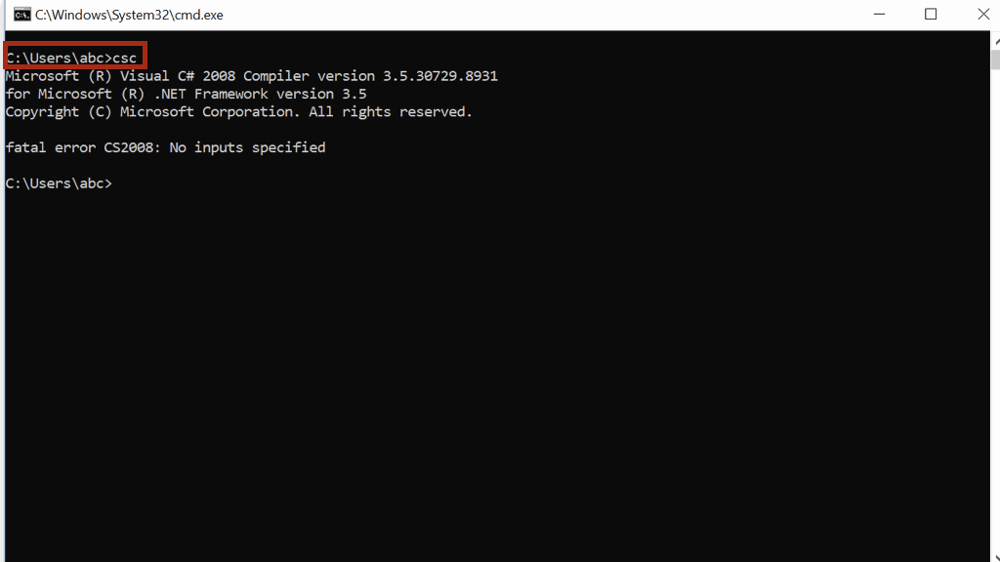 C:\Windows\System32\cmd.exe
C:\Users\abc>csc
Microsoft (R) Visual C# 2008 Compiler version 3.5.30729.8931
for Microsoft (R) .NET Framework version 3.5
Copyright (C) Microsoft Corporation. All rights reserved.
fatal error CS2008: No inputs specified
C:\Users\abc>